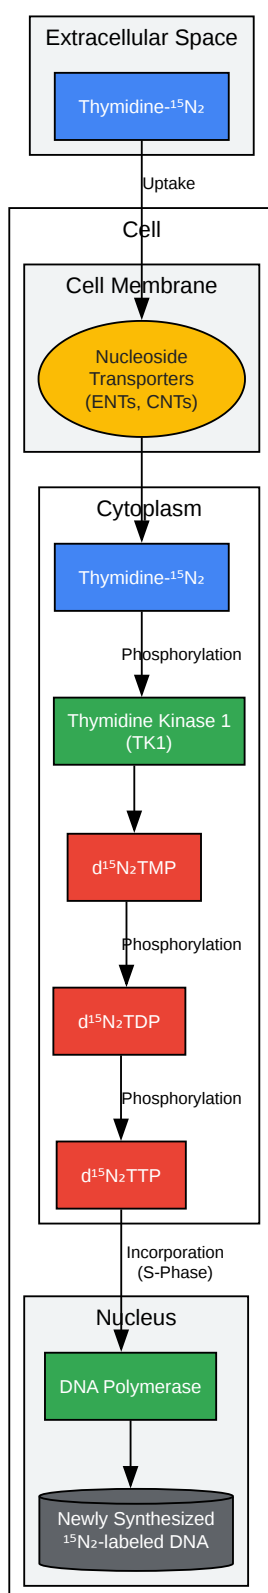 Extracellular Space
Thymidine-¹⁵N₂
Uptake
Cell
Cell Membrane
Nucleoside
Transporters
(ENTs, CNTs)
Cytoplasm
Thymidine-¹⁵N₂
Phosphorylation
Thymidine Kinase 1
(TK1)
d¹⁵N₂TMP
Phosphorylation
d¹⁵N₂TDP
Phosphorylation
d¹⁵N₂TTP
Incorporation
(S-Phase)
Nucleus
DNA Polymerase
Newly Synthesized
¹⁵N₂-labeled DNA